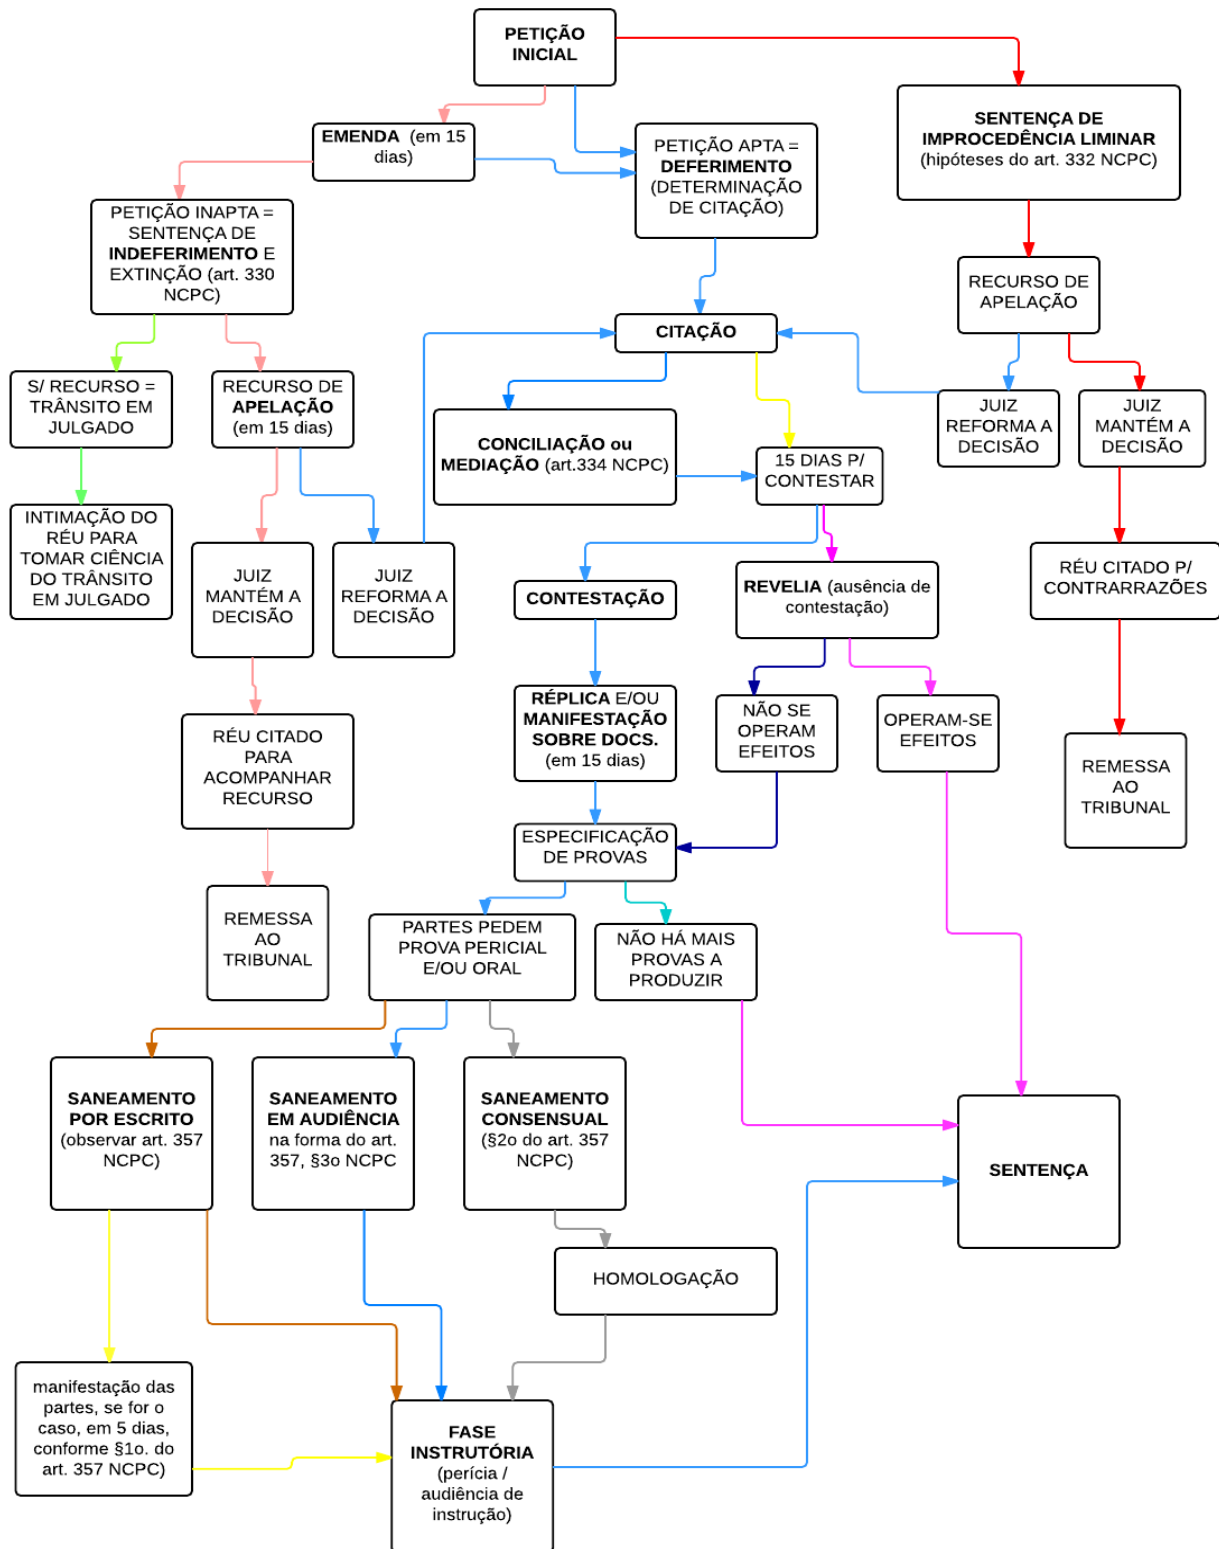 PETIÇÃO
INICIAL
EMENDA (em 15
dias)
PETIÇÃO APTA =
DEFERIMENTO
(DETERMINAÇÃO
DE CITAÇÃO)
SENTENÇA DE
IMPROCEDÊNCIA LIMINAR
(hipóteses do art. 332 NCPC)
PETIÇÃO INAPTA =
SENTENÇA DE
INDEFERIMENTO E
EXTINÇÃO (art. 330
NCPC)
RECURSO DE
APELAÇÃO
CITAÇÃO
S/ RECURSO =
TRÂNSITO EM
JULGADO
RECURSO DE
APELAÇÃO
(em 15 dias)
CONCILIAÇÃO ou
MEDIAÇÃO (art.334 NCPC)
15 DIAS P/
CONTESTAR
JUIZ
REFORMA A
DECISÃO
JUIZ
MANTÉM A
DECISÃO
INTIMAÇÃO DO
RÉU PARA
TOMAR CIÊNCIA
DO TRÂNSITO
EM JULGADO
JUIZ
MANTÉM A
DECISÃO
JUIZ
REFORMA A
DECISÃO
CONTESTAÇÃO
REVELIA (ausência de
contestação)
RÉU CITADO P/
CONTRARRAZÕES
RÉPLICA E/OU
MANIFESTAÇÃO
SOBRE DOCS.
(em 15 dias)
NÃO SE
OPERAM
EFEITOS
OPERAM-SE
EFEITOS
RÉU CITADO
PARA
ACOMPANHAR
RECURSO
REMESSA
AO
TRIBUNAL
ESPECIFICAÇÃO
DE PROVAS
REMESSA
AO
TRIBUNAL
PARTES PEDEM
PROVA PERICIAL
E/OU ORAL
NÃO HÁ MAIS
PROVAS A
PRODUZIR
SANEAMENTO
POR ESCRITO
(observar art. 357
NCPC)
SANEAMENTO
EM AUDIÊNCIA
na forma do art.
357, §3o NCPC
SANEAMENTO
CONSENSUAL
(§2o do art. 357
NCPC)
SENTENÇA
HOMOLOGAÇÃO
manifestação das
partes, se for o
caso, em 5 dias,
conforme §1o. do
art. 357 NCPC)
FASE
INSTRUTÓRIA
(perícia /
audiência de
instrução)